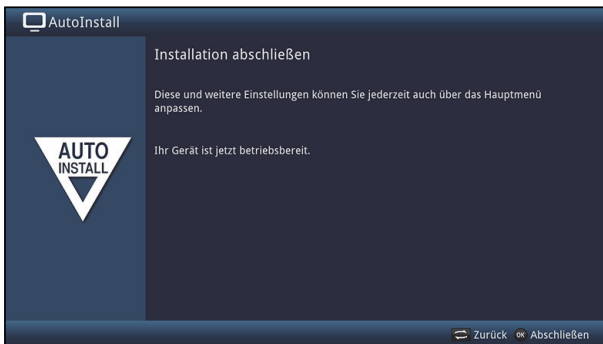 AutoInstall
Installation abschließen
Diese und weitere Einstellungen können Sie jederzeit auch über das Hauptmenü
anpassen.
Ihr Gerät ist jetzt betriebsbereit.
AUTO
INSTALL
Zurück OK Abschließen